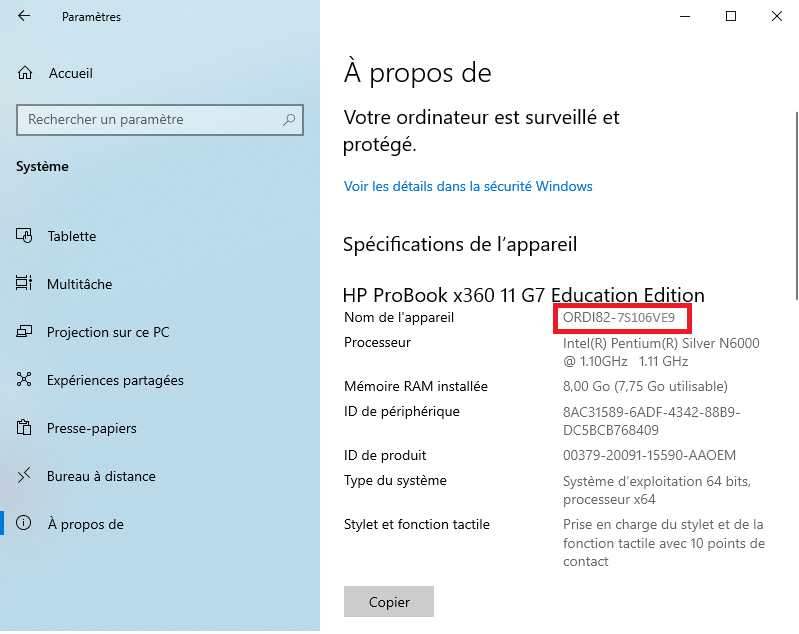 Paramètres
Accueil
Rechercher un paramètre
Système
Tablette
Multitâche
Projection sur ce PC
Expériences partagées
Presse-papiers
Bureau à distance
À propos de
À propos de
Votre ordinateur est surveillé et
protégé.
Voir les détails dans la sécurité Windows
Spécifications de l'appareil
HP ProBook x360 11 G7 Education Edition
Nom de l'appareil ORDI82-7S106VE9
Processeur Intel(R) Pentium(R) Silver N6000
@ 1.10GHz 1.11 GHz
Mémoire RAM installée 8,00 Go (7,75 Go utilisable)
ID de périphérique 8AC31589-6ADF-4342-88B9-
DC5BCB768409
ID de produit 00379-20091-15590-AAOEM
Type du système Système d'exploitation 64 bits,
processeur x64
Stylet et fonction tactile Prise en charge du stylet et de la
fonction tactile avec 10 points de
contact
Copier